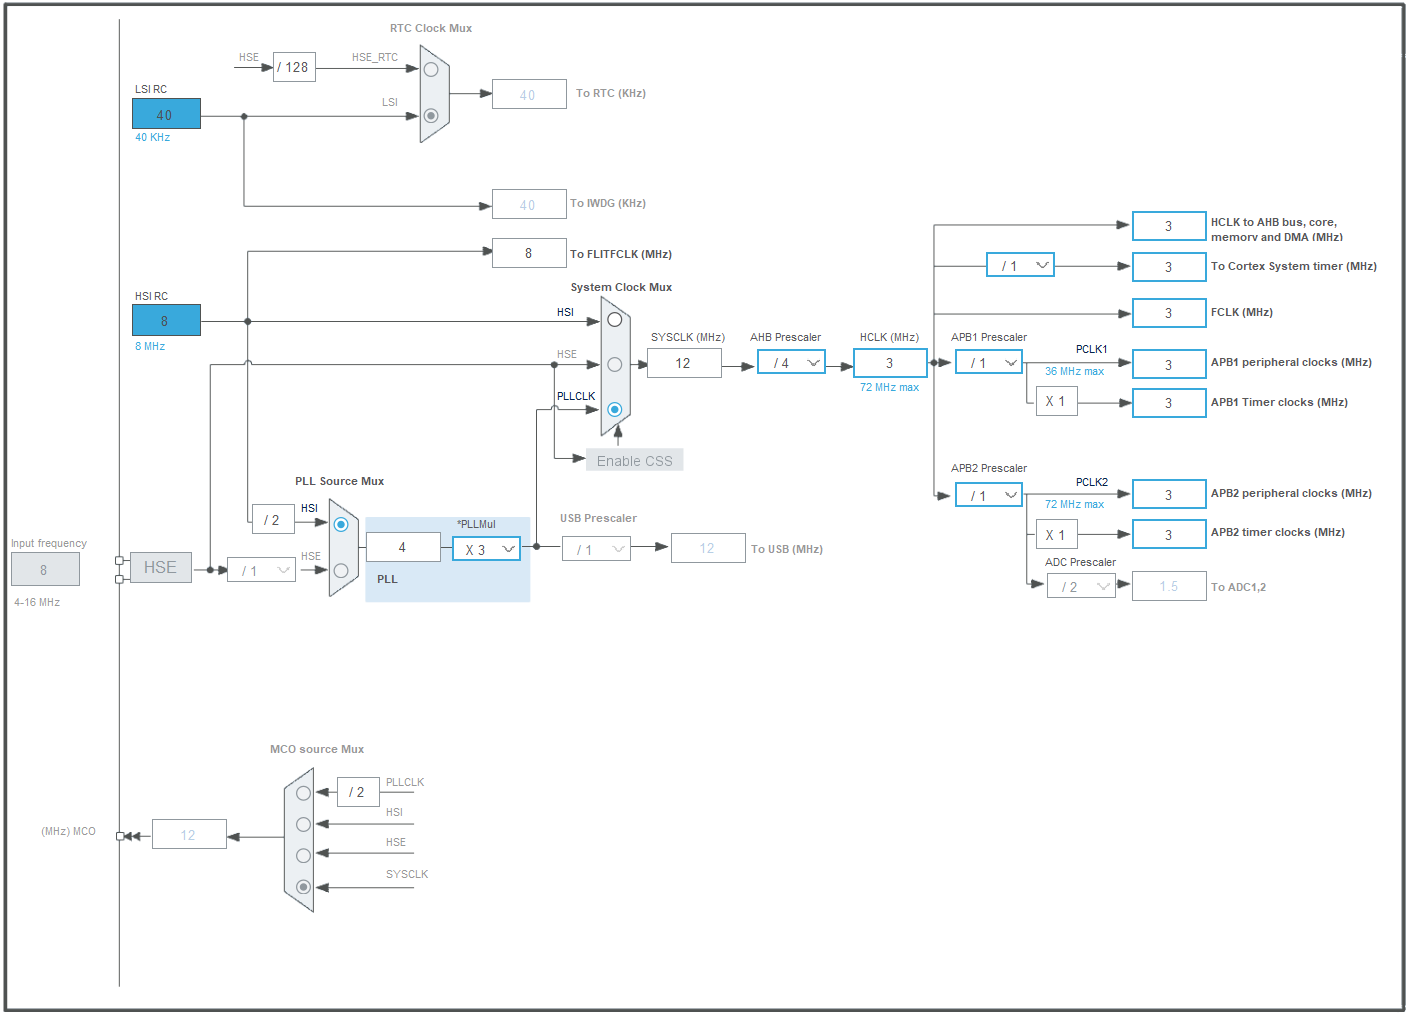 RTC Clock Mux
HSE
/ 128
HSE_RTC
40
To RTC (KHz)
LSI RC
40
40 KHz
LSI
40
To IWDG (KHz)
8
To FLITFCLK (MHz)
HSI RC
8
8 MHz
System Clock Mux
HSI
HSE
PLLCLK
SYSCLK (MHz)
12
AHB Prescaler
/ 4
HCLK (MHz)
3
72 MHz max
Enable CSS
3
HCLK to AHB bus, core,
memory and DMA (MHz)
/ 1
3
To Cortex System timer (MHz)
3
FCLK (MHz)
APB1 Prescaler
/ 1
PCLK1
36 MHz max
3
APB1 peripheral clocks (MHz)
X 1
3
APB1 Timer clocks (MHz)
APB2 Prescaler
/ 1
PCLK2
72 MHz max
3
APB2 peripheral clocks (MHz)
X 1
3
APB2 timer clocks (MHz)
ADC Prescaler
/ 2
1.5
To ADC1,2
PLL Source Mux
/ 2
HSI
Input frequency
8
4-16 MHz
HSE
/ 1
HSE
*PLLMul
4
X 3
PLL
USB Prescaler
/ 1
12
To USB (MHz)
MCO source Mux
/ 2
PLLCLK
HSI
HSE
SYSCLK
(MHz) MCO
12